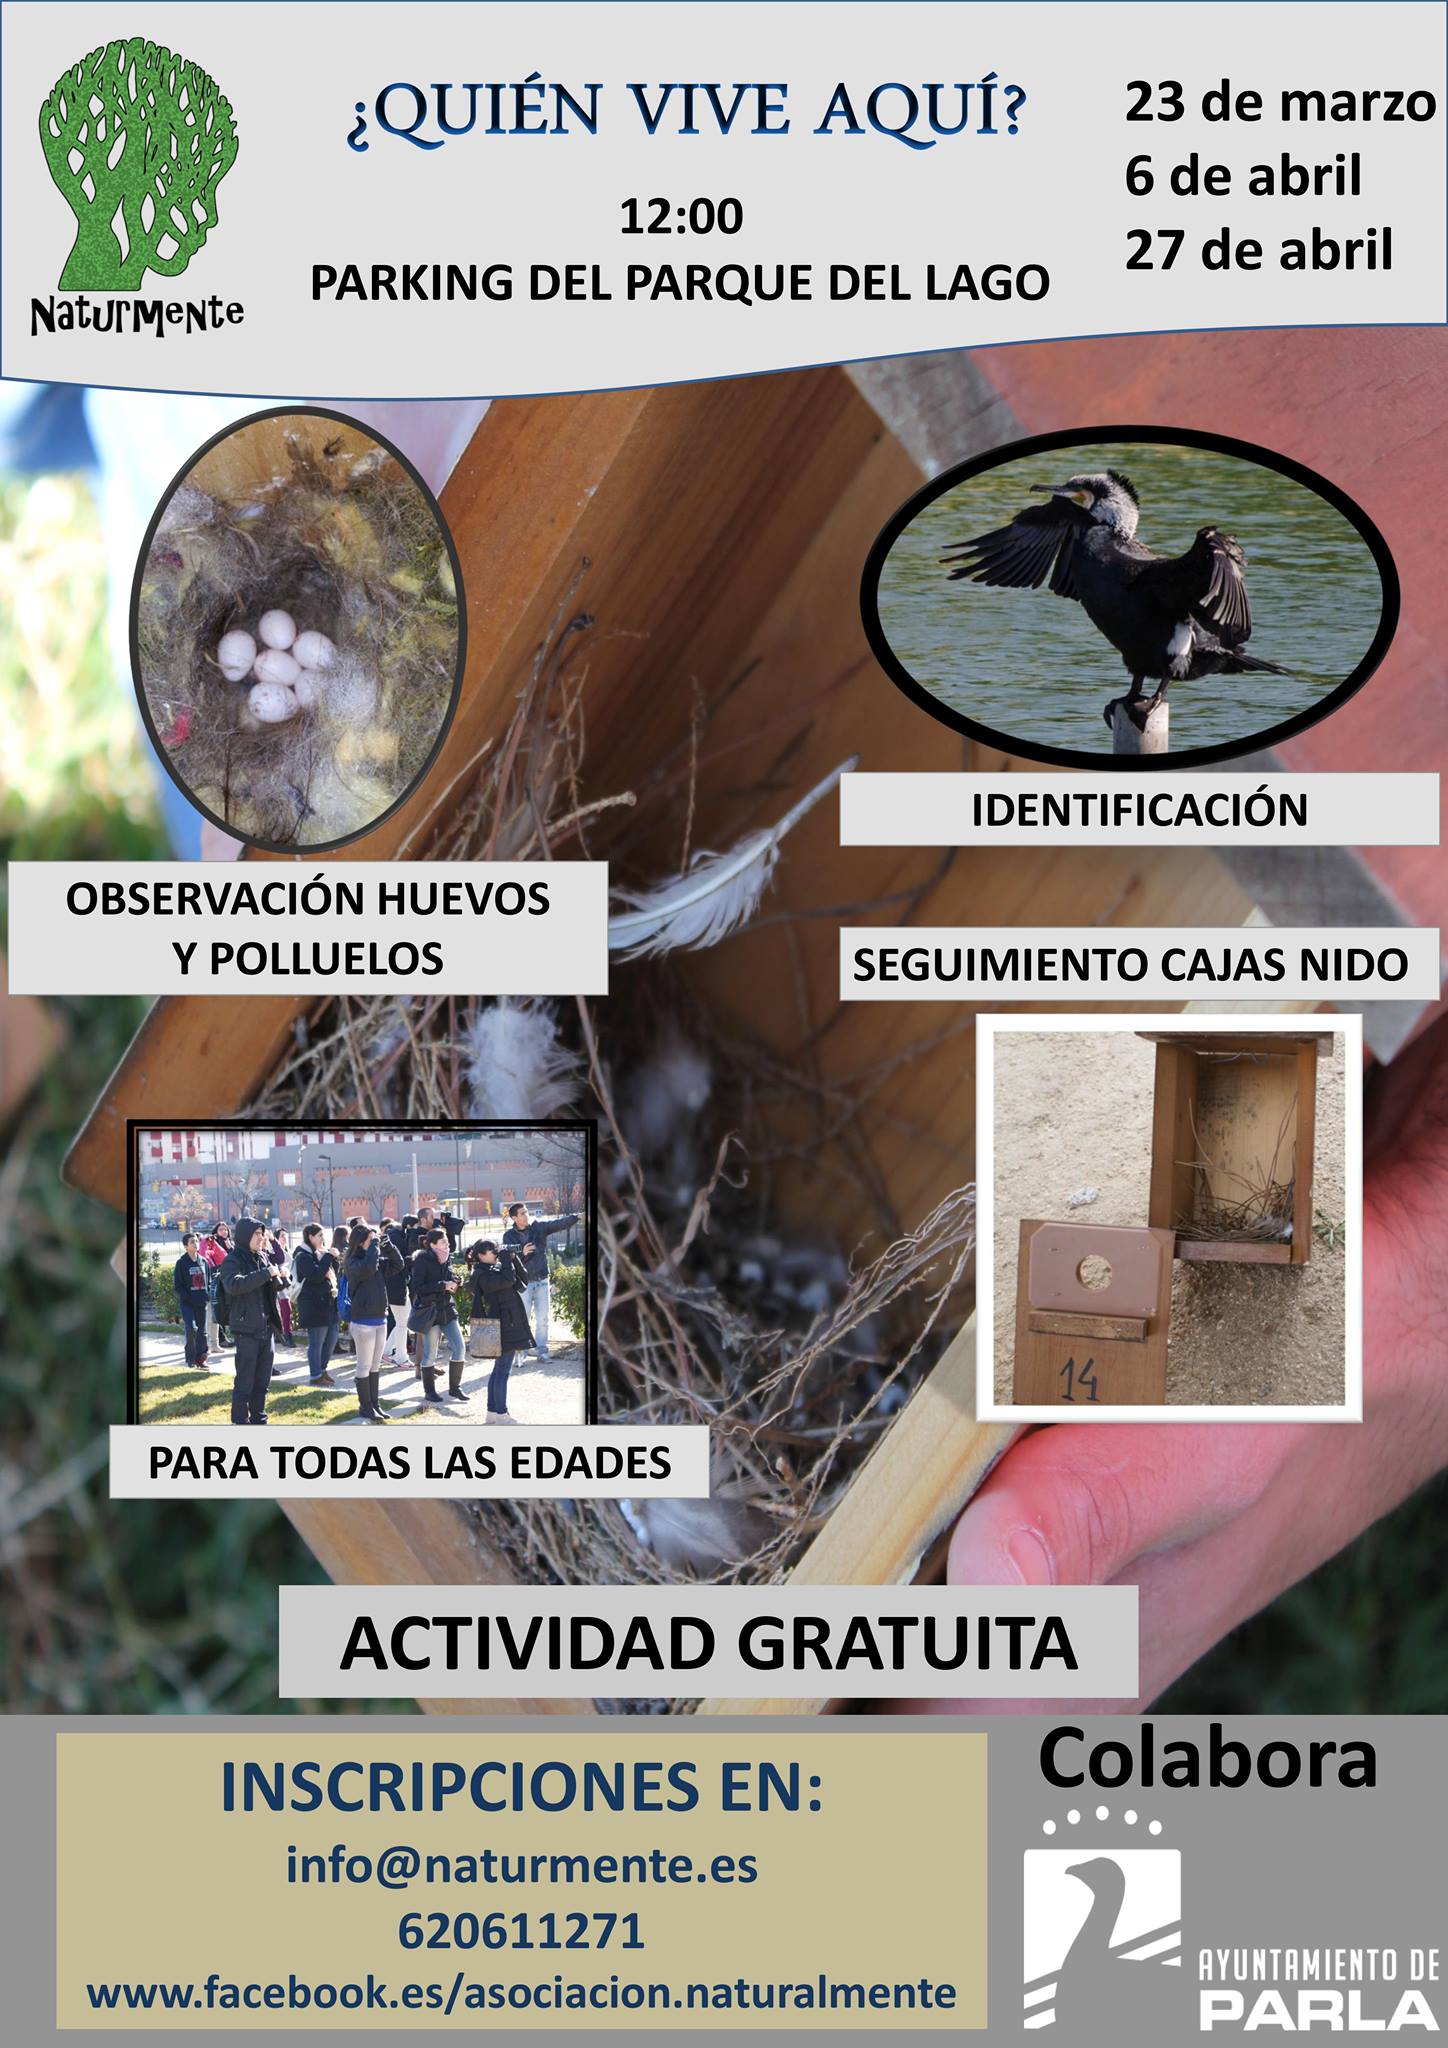 NaturMente
¿QUIÉN VIVE AQUÍ?
12:00
PARKING DEL PARQUE DEL LAGO
23 de marzo
6 de abril
27 de abril
OBSERVACIÓN HUEVOS
Y POLLUELOS
IDENTIFICACIÓN
SEGUIMIENTO CAJAS NIDO
14
PARA TODAS LAS EDADES
ACTIVIDAD GRATUITA
INSCRIPCIONES EN:
info@naturmente.es
620611271
www.facebook.es/asociacion.naturalmente
Colabora
AYUNTAMIENTO DE
PARLA